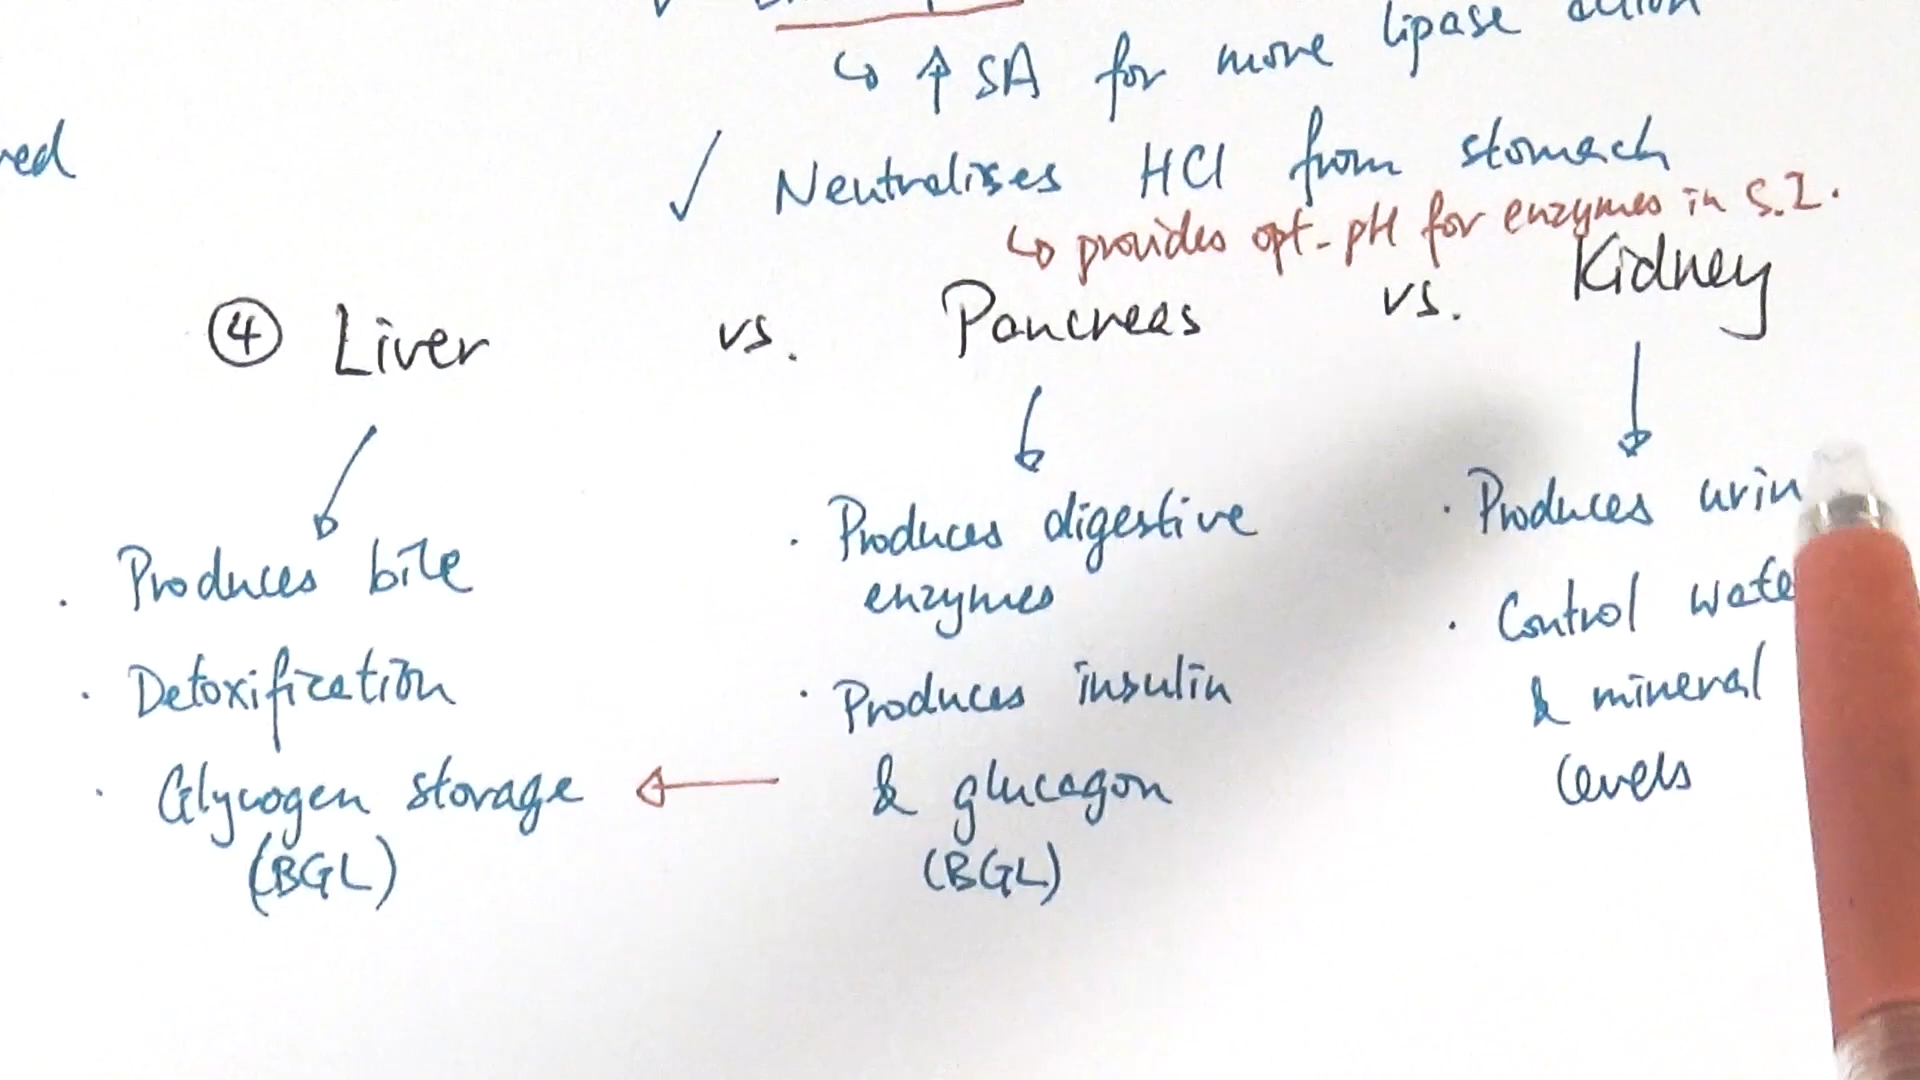 ↳ ↑ SA for more lipase action
✓ Neutralises HCl from stomach
↳ provides opt-pH for enzymes in S.I.
④ Liver vs. Pancreas vs. Kidney
· Produces bile
· Detoxification
· Glycogen storage
(BGL)
· Produces digestive
enzymes
· Produces insulin
& glucagon
(BGL)
· Produces urin
· Control wate
& mineral
levels